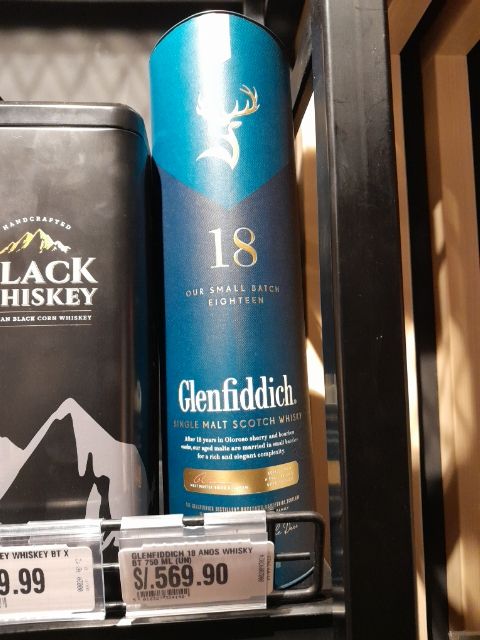 HANDCRAFTED
LACK
HISKEY
AN BLACK CORN WHISKEY
18
OUR SMALL BATCH
EIGHTEEN
Glenfiddich®
SINGLE MALT SCOTCH WHISKY
After 18 years in Oloroso sherry and bourbon
casks, our aged malts are married in small batches
for a rich and elegant complexity.
EY WHISKEY BT X
9.99
GLENFIDDICH 18 ANOS WHISKY
BT 750 ML (UN)
S/.569.90